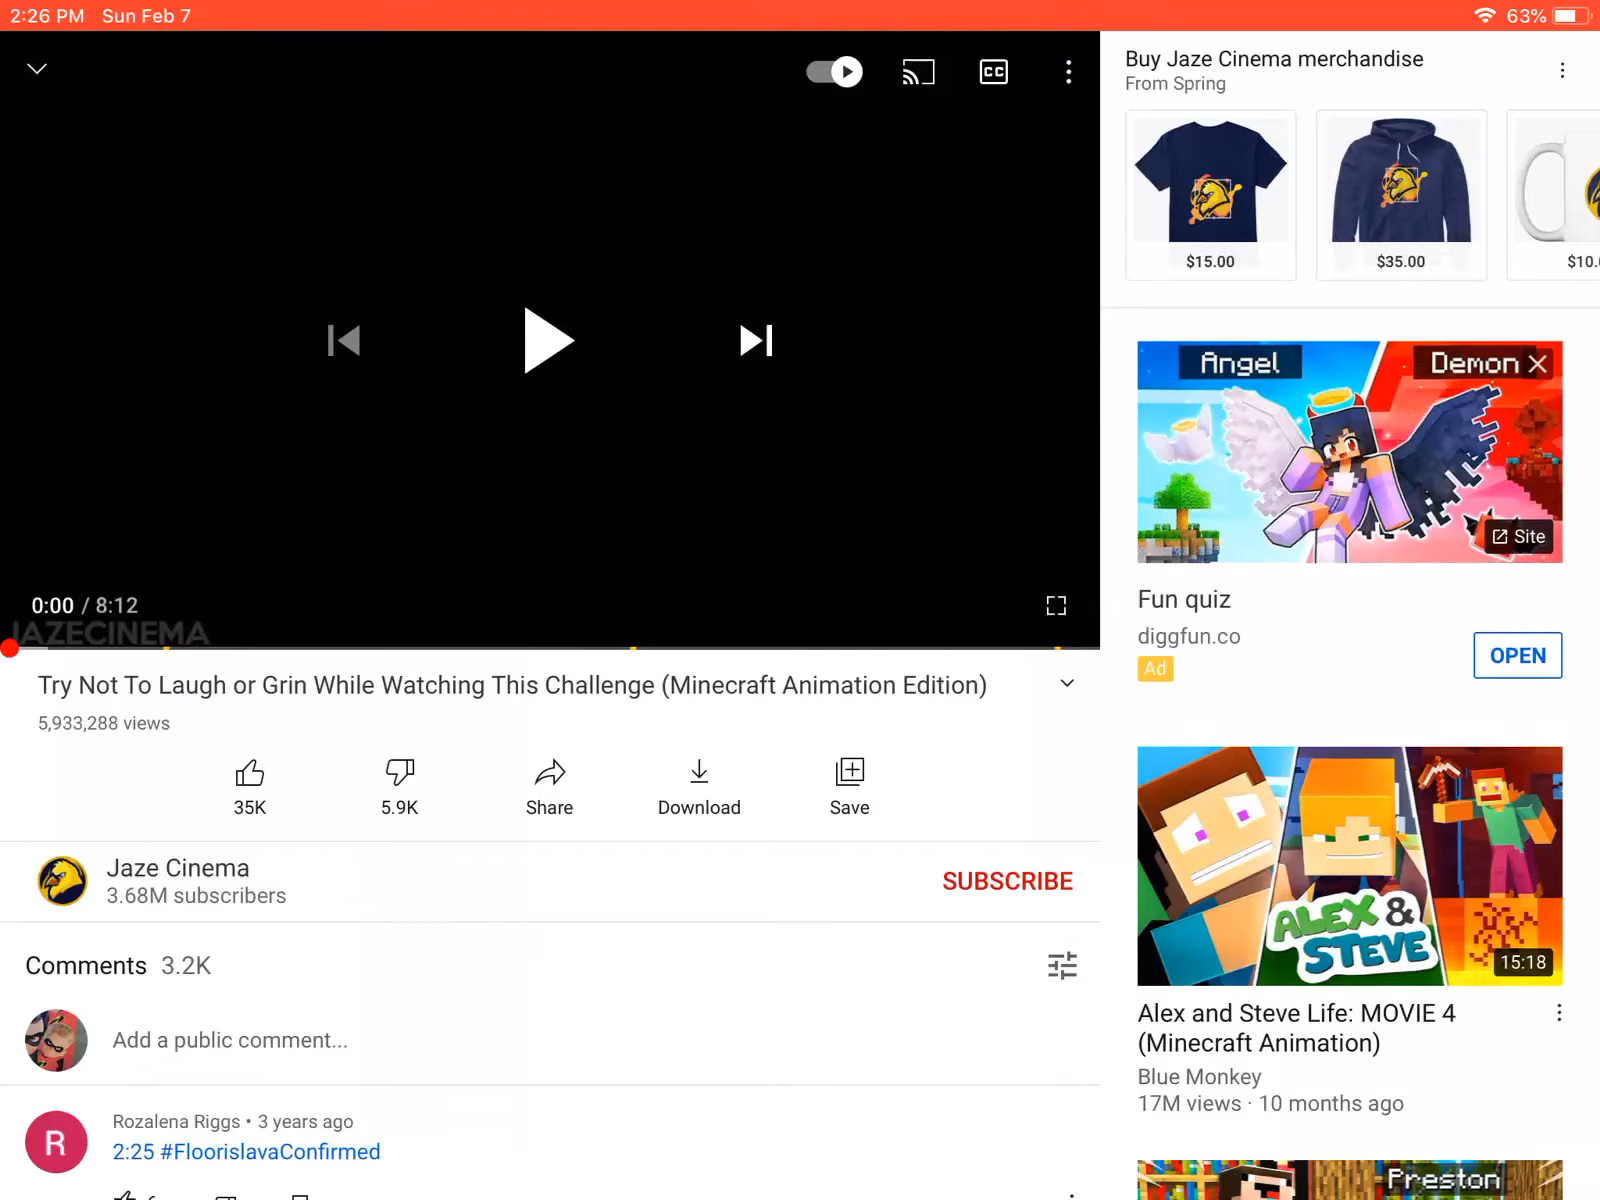 2:26 PM Sun Feb 7
63%
CC
0:00 / 8:12
JAZECINEMA
Try Not To Laugh or Grin While Watching This Challenge (Minecraft Animation Edition)
5,933,288 views
35K
5.9K
Share
Download
Save
Jaze Cinema
3.68M subscribers
SUBSCRIBE
Comments 3.2K
Add a public comment...
R
Rozalena Riggs • 3 years ago
2:25 #FloorislavaConfirmed
Buy Jaze Cinema merchandise
From Spring
$15.00
$35.00
Angel
Demon
Site
Fun quiz
diggfun.co
Ad
OPEN
ALEX &
STEVE
15:18
Alex and Steve Life: MOVIE 4
(Minecraft Animation)
Blue Monkey
17M views · 10 months ago
Preston